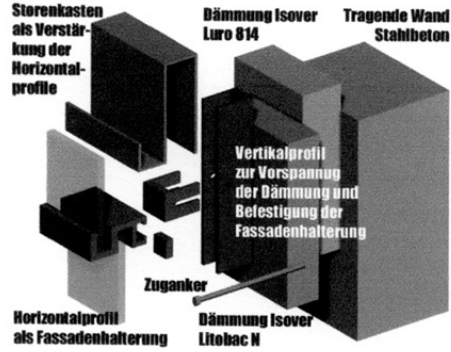 Storenkasten
als Verstär-
kung der
Horizontal-
profile
Dämmung Isover
Luro 814
Tragende Wand
Stahlbeton
Vertikalprofil
zur Vorspannug
der Dämmung und
Befestigung der
Fassadenhalterung
Zuganker
Horizontalprofil
als Fassadenhalterung
Dämmung Isover
Litobac N